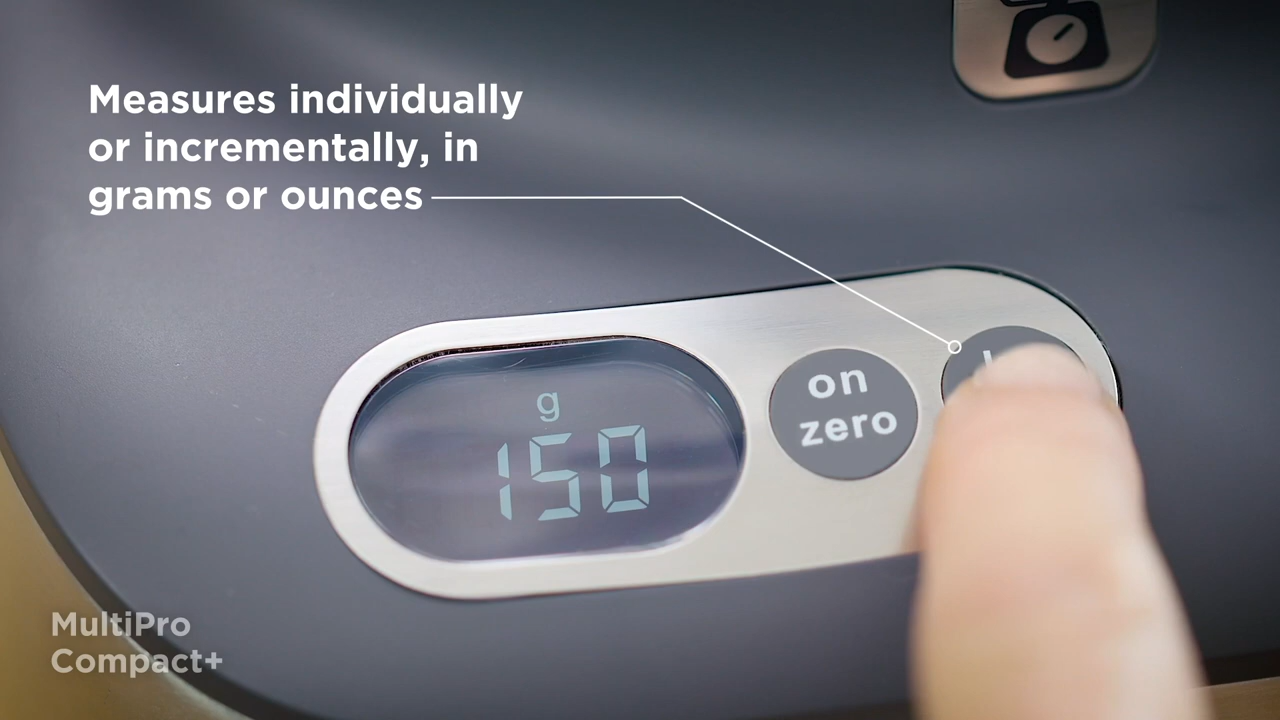 Measures individually
or incrementally, in
grams or ounces
g
150
on
zero
MultiPro
Compact+